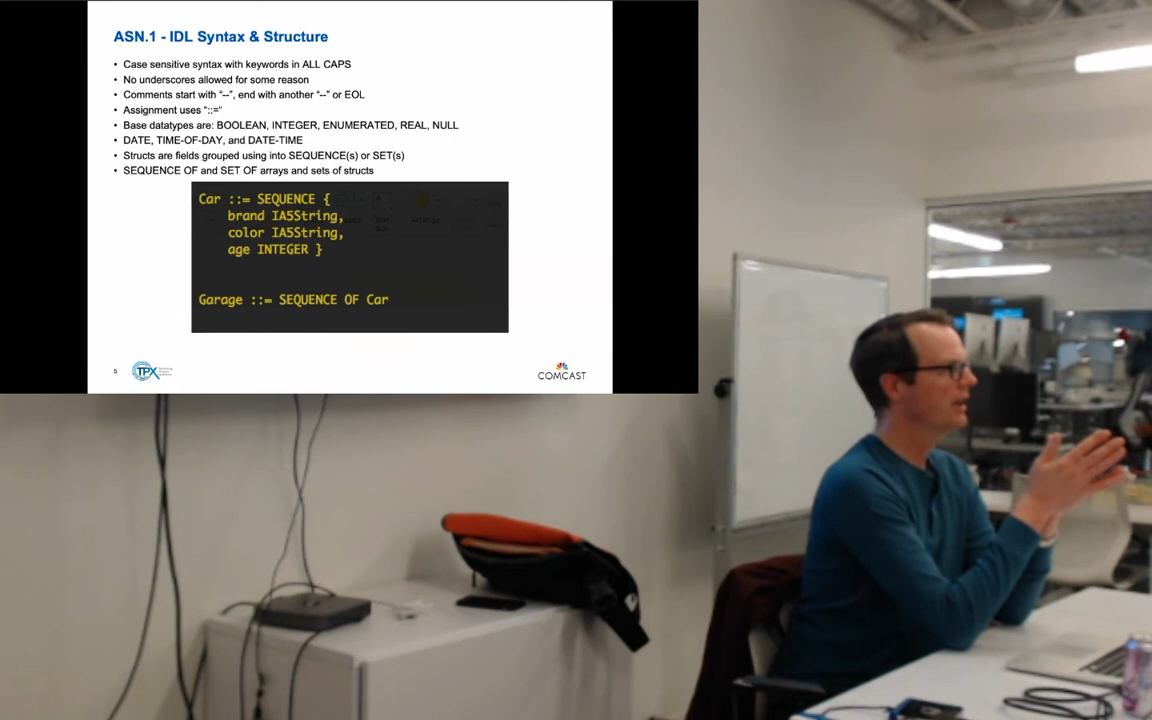 ASN.1 - IDL Syntax & Structure
• Case sensitive syntax with keywords in ALL CAPS
• No underscores allowed for some reason
• Comments start with “--”, end with another “--” or EOL
• Assignment uses “::=“
• Base datatypes are: BOOLEAN, INTEGER, ENUMERATED, REAL, NULL
• DATE, TIME-OF-DAY, and DATE-TIME
• Structs are fields grouped using into SEQUENCE(s) or SET(s)
• SEQUENCE OF and SET OF arrays and sets of structs
Car ::= SEQUENCE {
brand IA5String,
color IA5String,
age INTEGER }
Garage ::= SEQUENCE OF Car
5
TPX
COMCAST